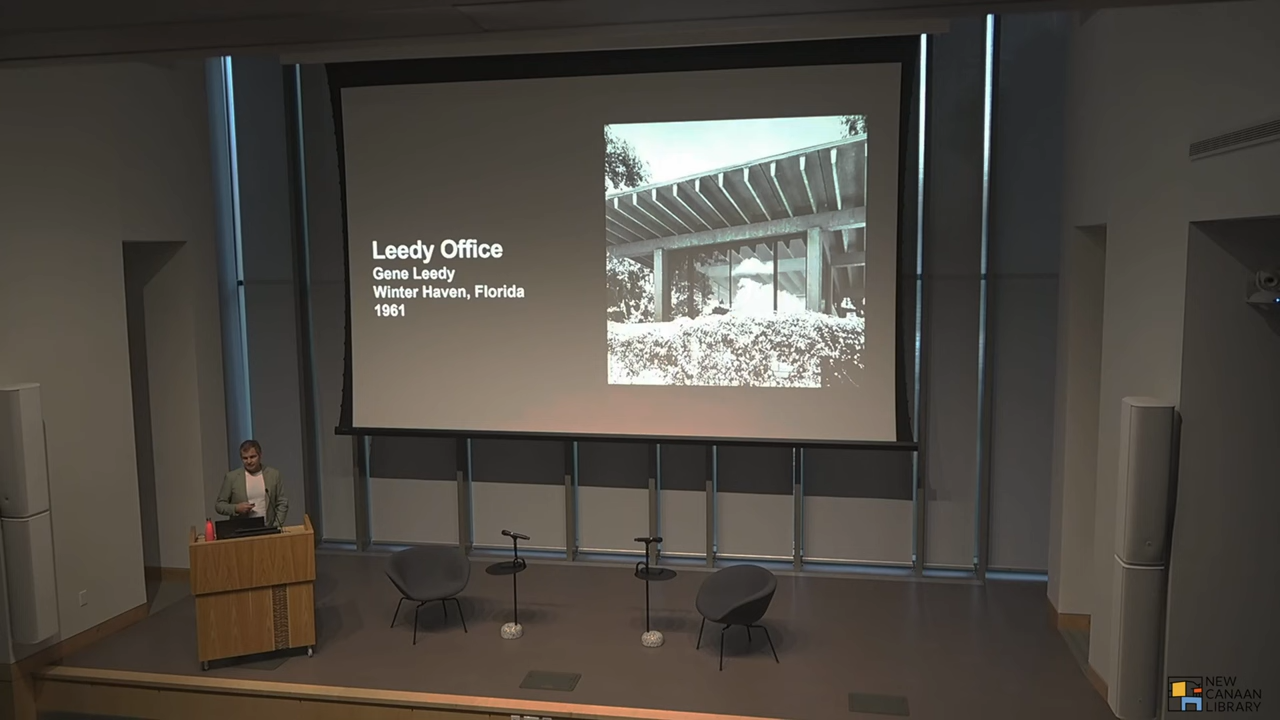 Leedy Office
Gene Leedy
Winter Haven, Florida
1961
NEW
CANAAN
LIBRARY